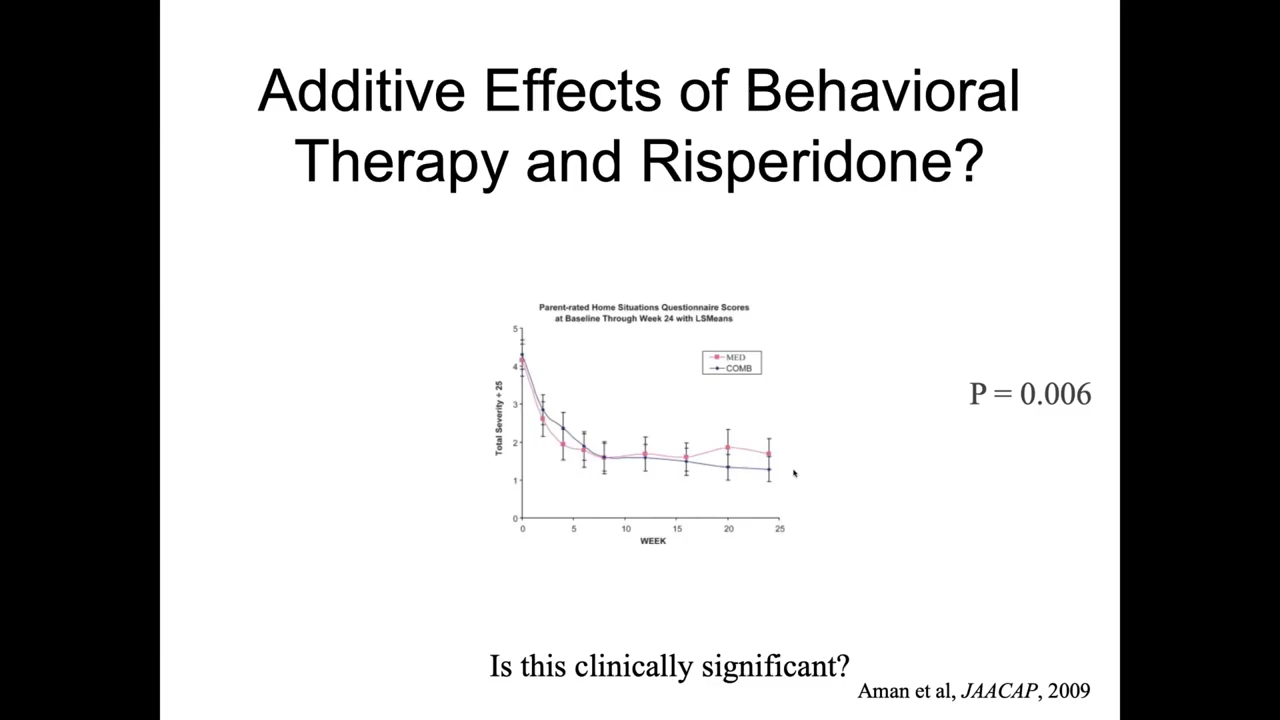 Additive Effects of Behavioral
Therapy and Risperidone?
Parent-rated Home Situations Questionnaire Scores
at Baseline Through Week 24 with LSMeans
MED
COMB
Total Severity ÷ 25
5
4
3
2
1
0
0 5 10 15 20 25
WEEK
P = 0.006
Is this clinically significant?
Aman et al, JAACAP, 2009